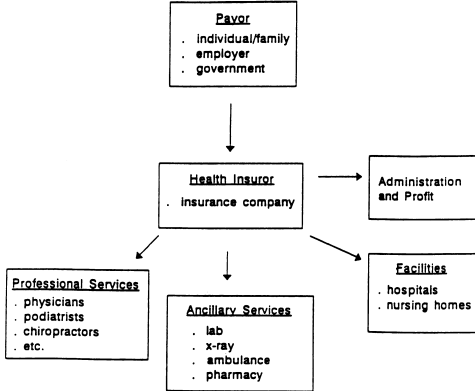 Payor
. individual/family
. employer
. government
Health Insuror
. insurance company
Administration
and Profit
Professional Services
. physicians
. podiatrists
. chiropractors
. etc.
Ancillary Services
. lab
. x-ray
. ambulance
. pharmacy
Facilities
. hospitals
. nursing homes